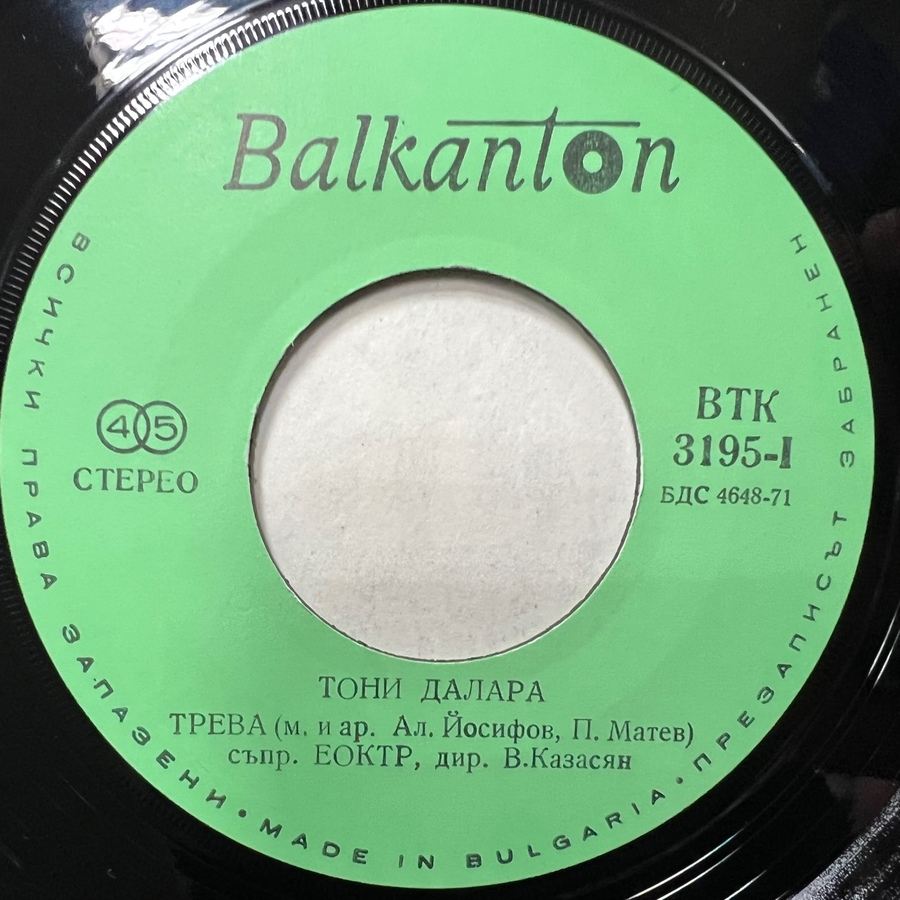 Balkanton
45
СТЕРЕО
ВТК
3195-I
БДС 4648-71
ТОНИ ДАЛАРА
ТРЕВА (м. и ар. Ал. Йосифов, П. Матев)
съпр. ЕОКТР, дир. В.Казасян
ВСИЧКИ ПРАВА ЗАПАЗЕНИ • MADE IN BULGARIA • ПРЕЗАПИСЪТ ЗАБРАНЕН